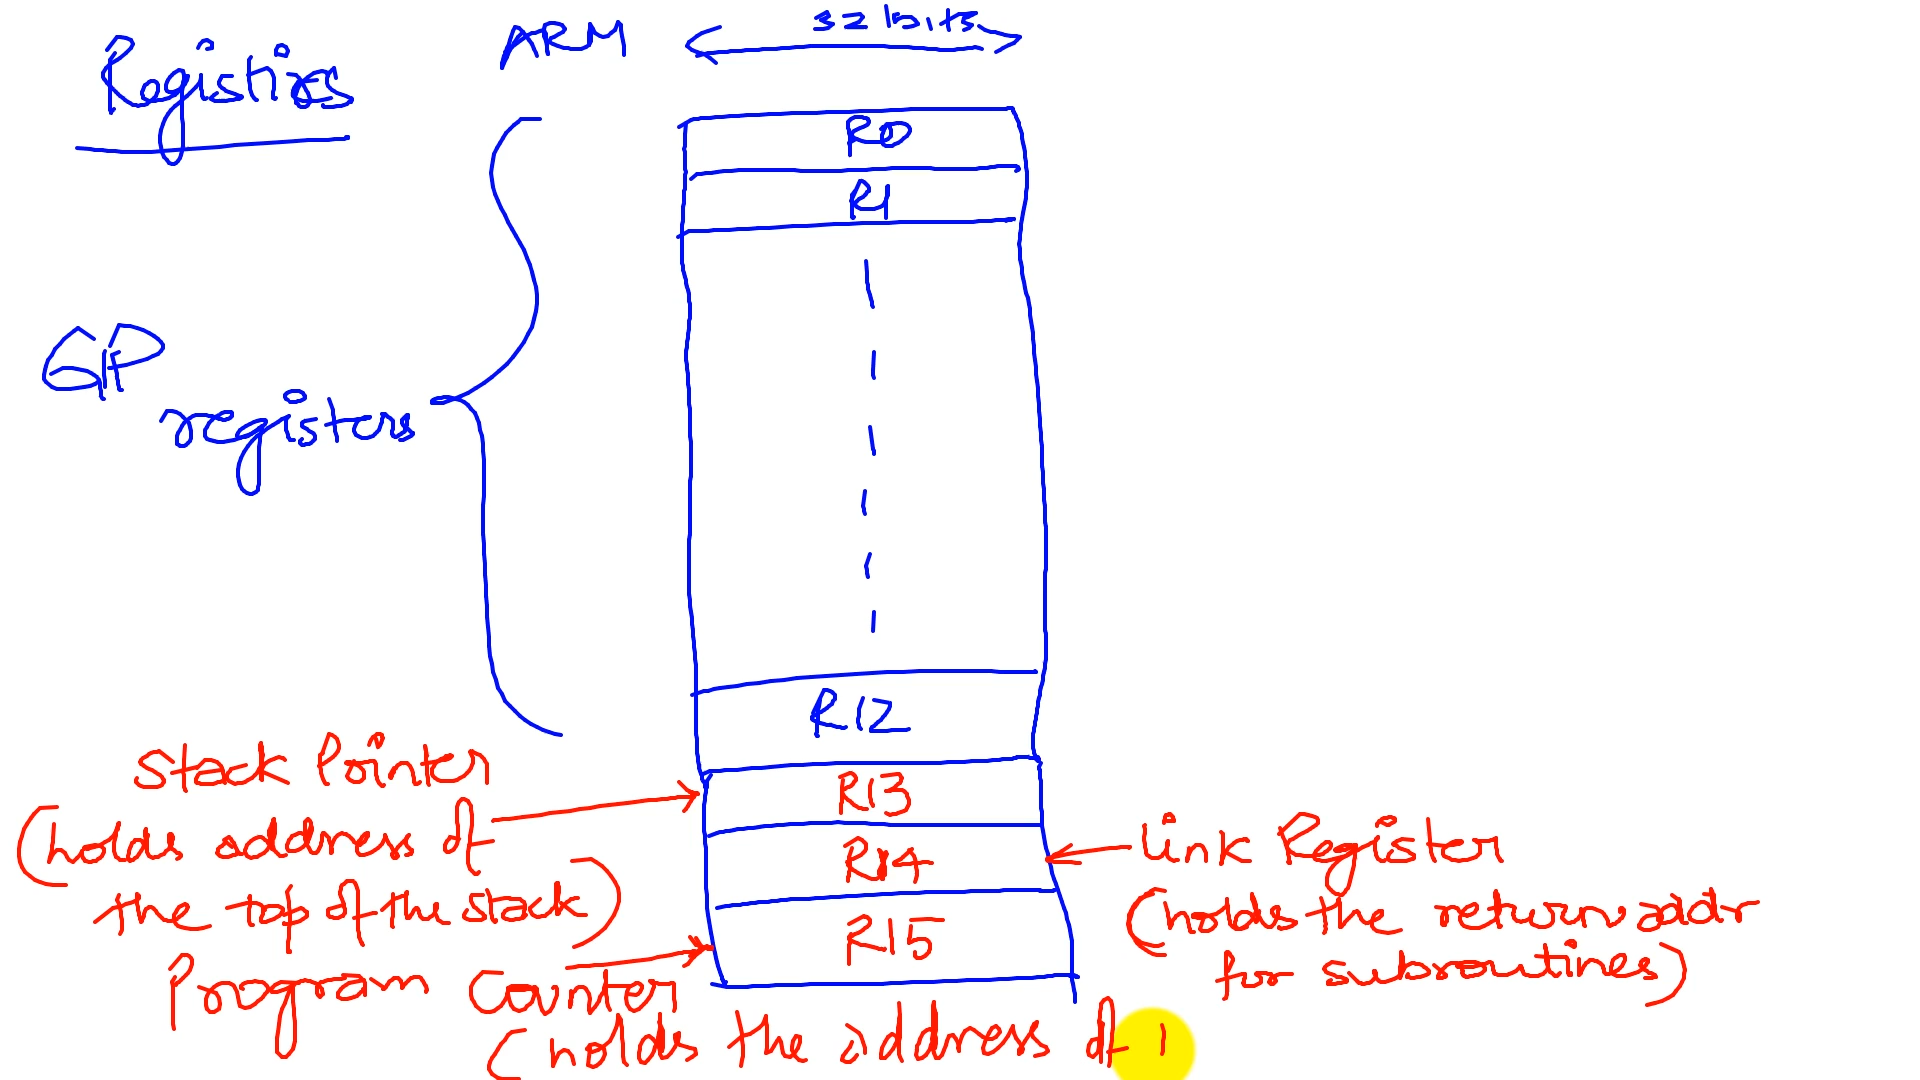 Registers
ARM
32 bits
R0
R1
GP
registers
R12
Stack Pointer
(holds address of
the top of the stack)
R13
R14
Link Register
(holds the return addr
for subroutines)
R15
Program Counter
(holds the address of